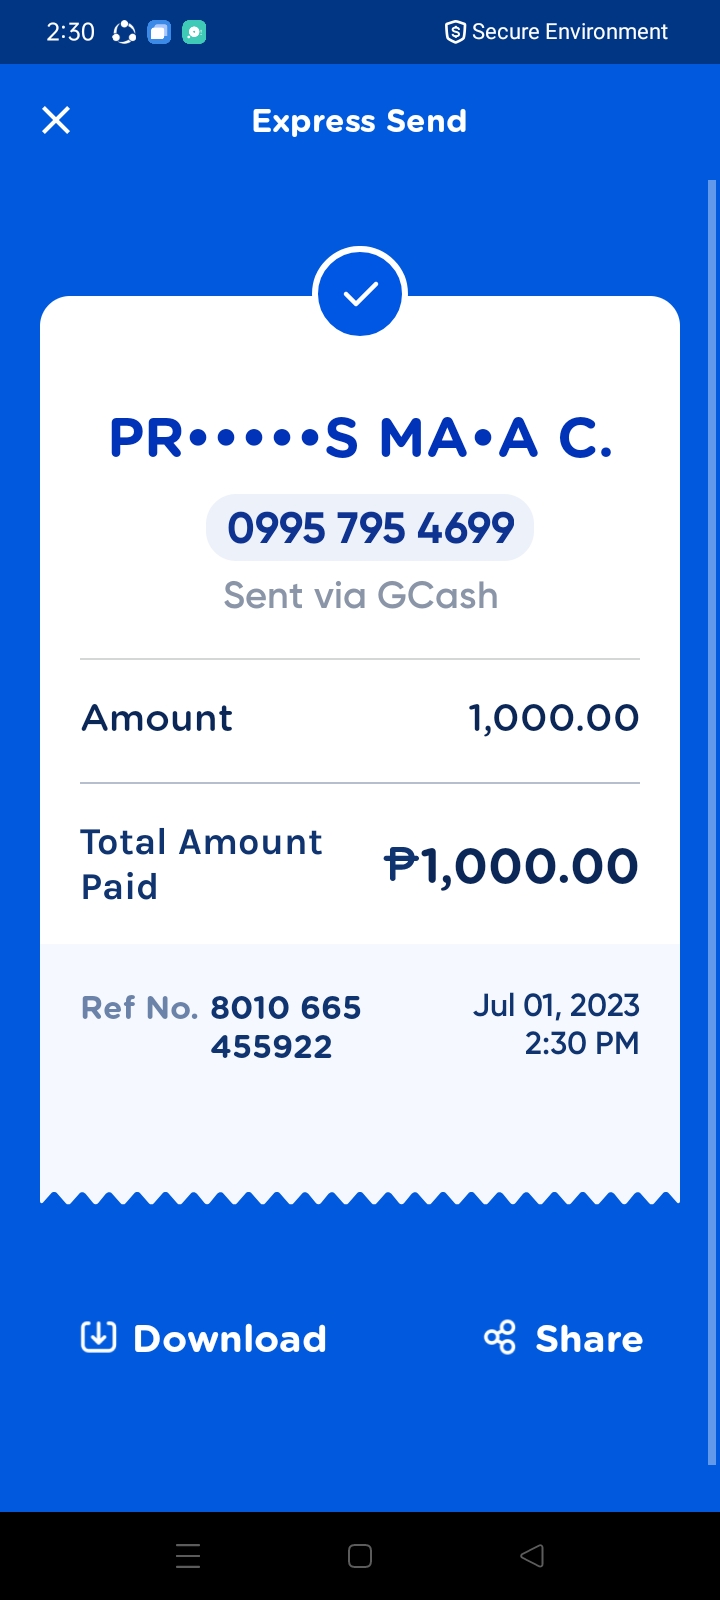 2:30
Secure Environment
Express Send
PR•••••S MA•A C.
0995 795 4699
Sent via GCash
Amount 1,000.00
Total Amount
Paid
₱1,000.00
Ref No. 8010 665
455922
Jul 01, 2023
2:30 PM
Download
Share